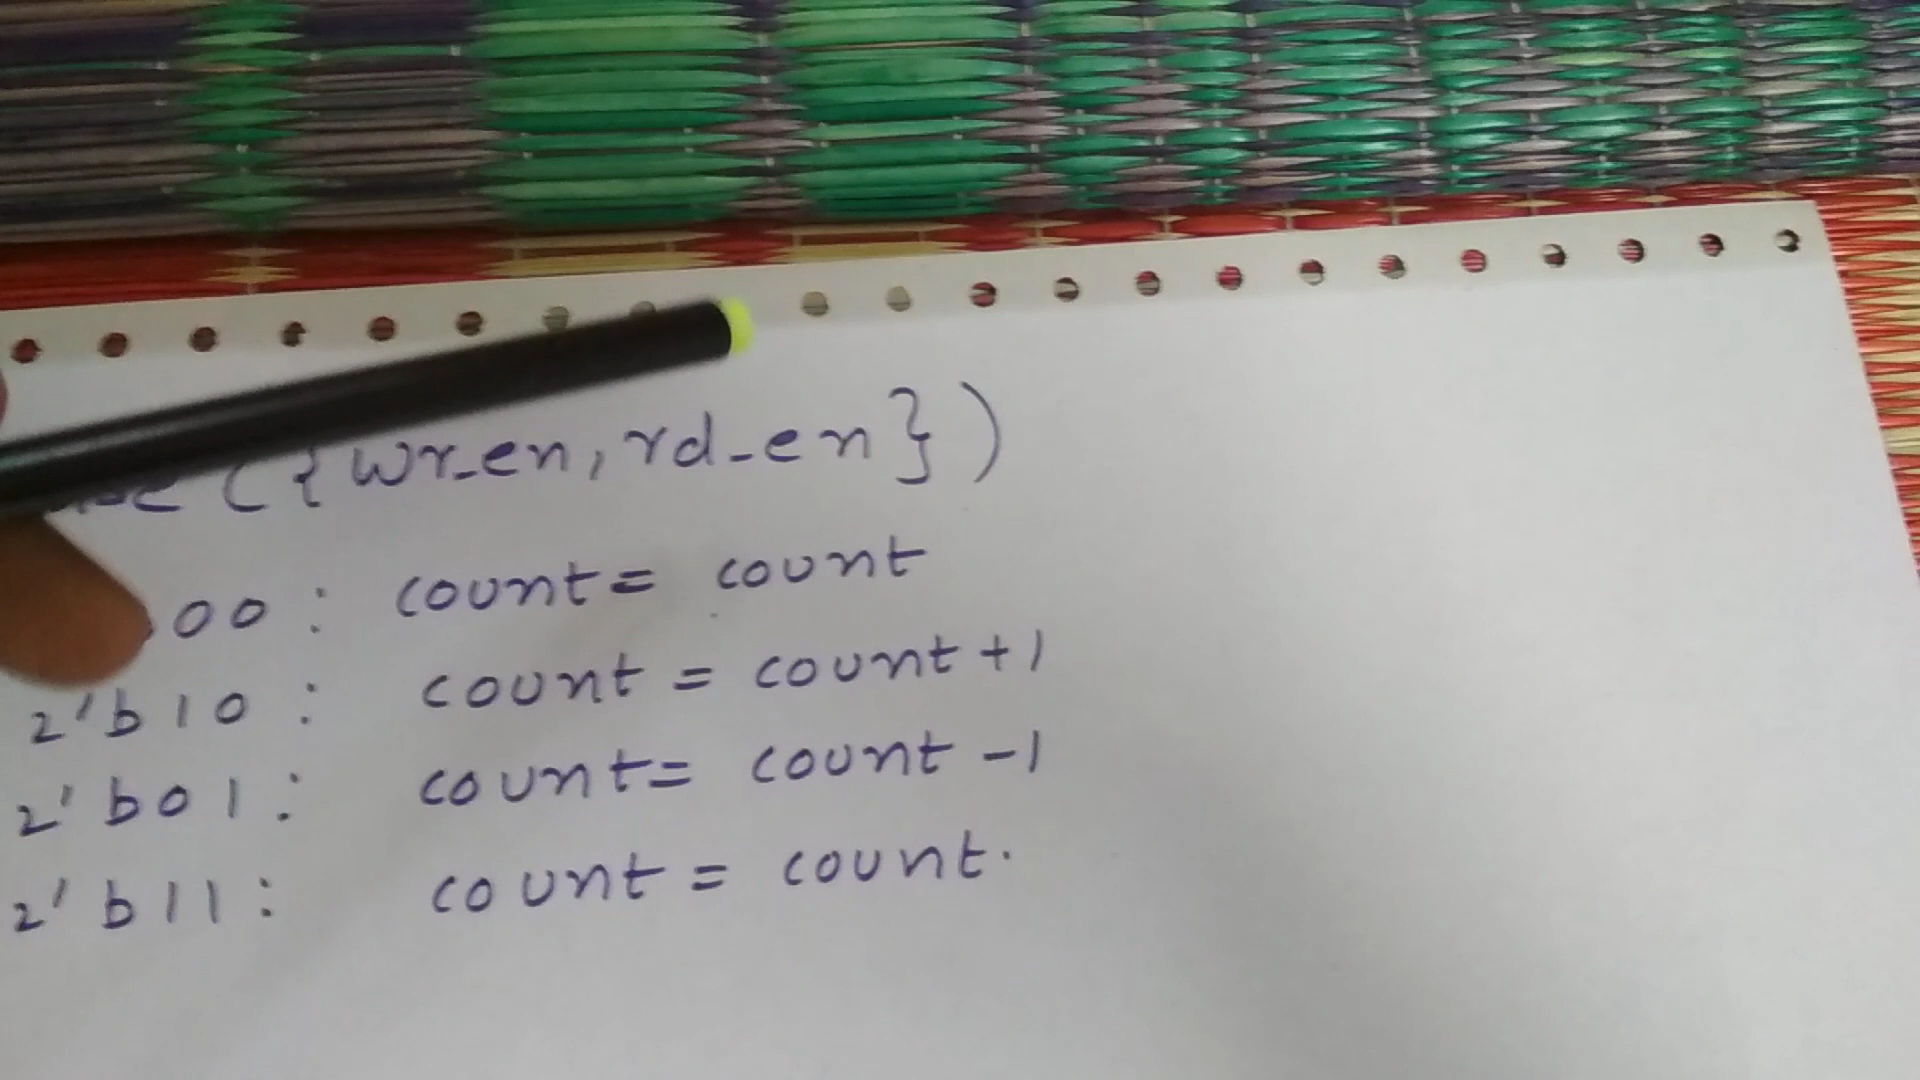 ({wr_en, rd_en})
00 : count = count
2'b10 : count = count + 1
2'b01 : count = count - 1
2'b11 : count = count.